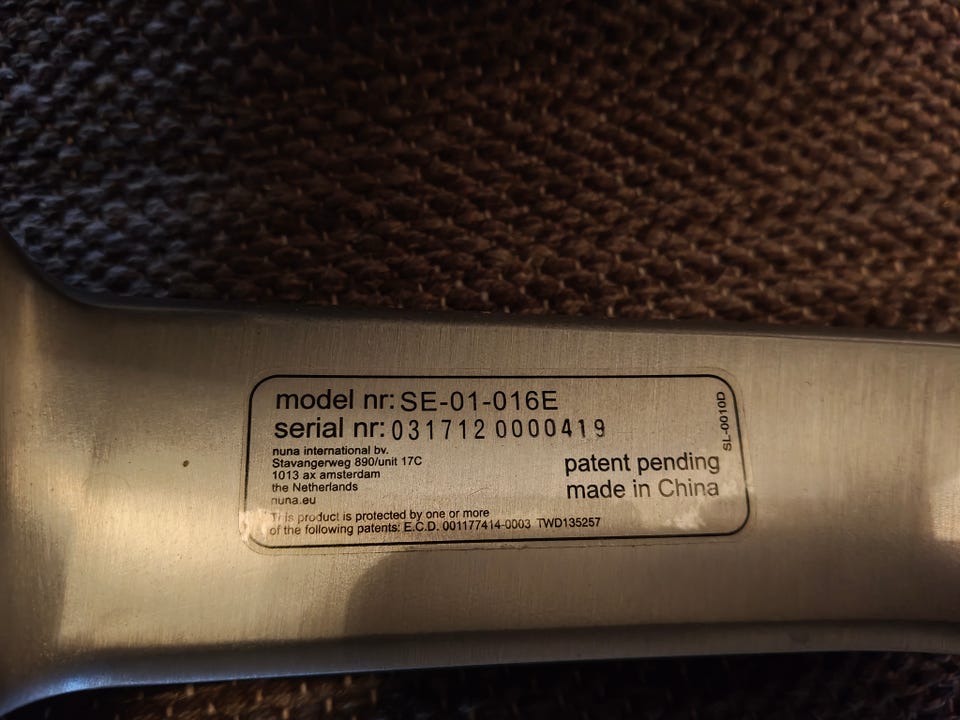 model nr: SE-01-016E
serial nr: 031712 0000419
nuna international bv.
Stavangerweg 890/unit 17C
1013 ax amsterdam
the Netherlands
nuna.eu
patent pending
made in China
This product is protected by one or more
of the following patents: E.C.D. 001177414-0003 TWD135257
SL-0010D